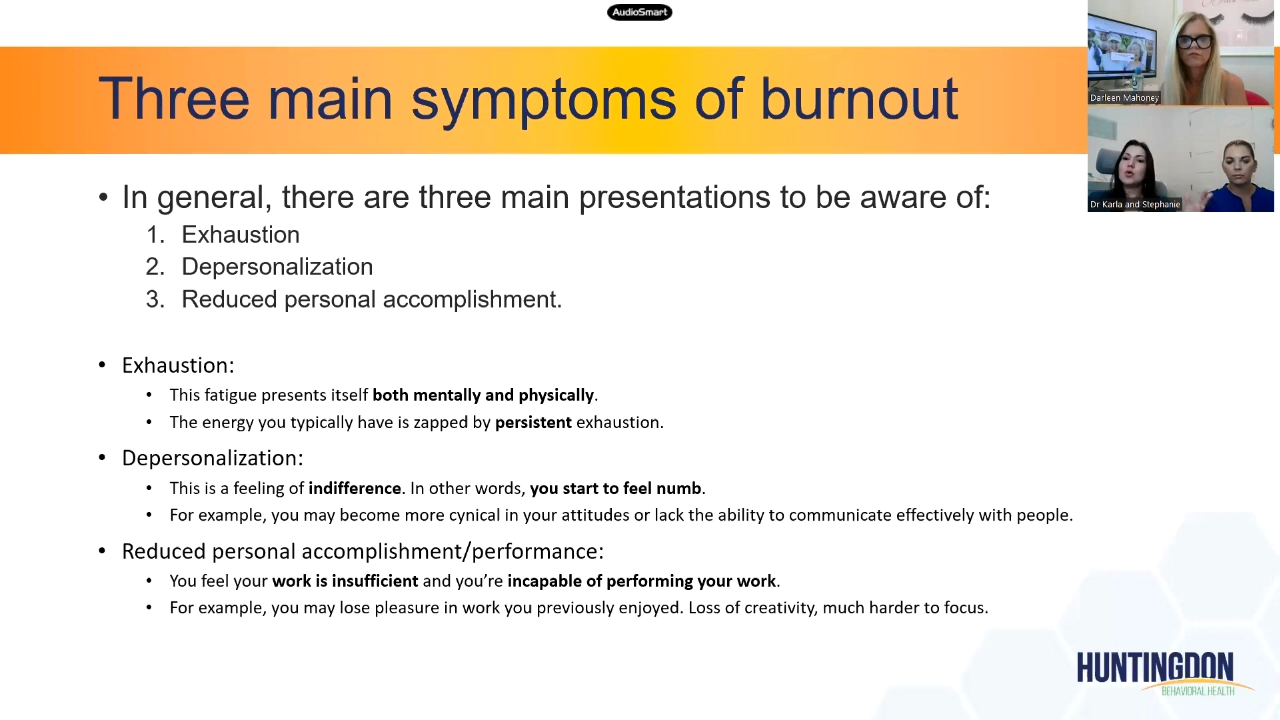 AudioSmart
Three main symptoms of burnout
Darleen Mahoney
Dr Karla and Stephanie
• In general, there are three main presentations to be aware of:
1. Exhaustion
2. Depersonalization
3. Reduced personal accomplishment.
• Exhaustion:
• This fatigue presents itself both mentally and physically.
• The energy you typically have is zapped by persistent exhaustion.
• Depersonalization:
• This is a feeling of indifference. In other words, you start to feel numb.
• For example, you may become more cynical in your attitudes or lack the ability to communicate effectively with people.
• Reduced personal accomplishment/performance:
• You feel your work is insufficient and you're incapable of performing your work.
• For example, you may lose pleasure in work you previously enjoyed. Loss of creativity, much harder to focus.
HUNTINGDON
BEHAVIORAL HEALTH